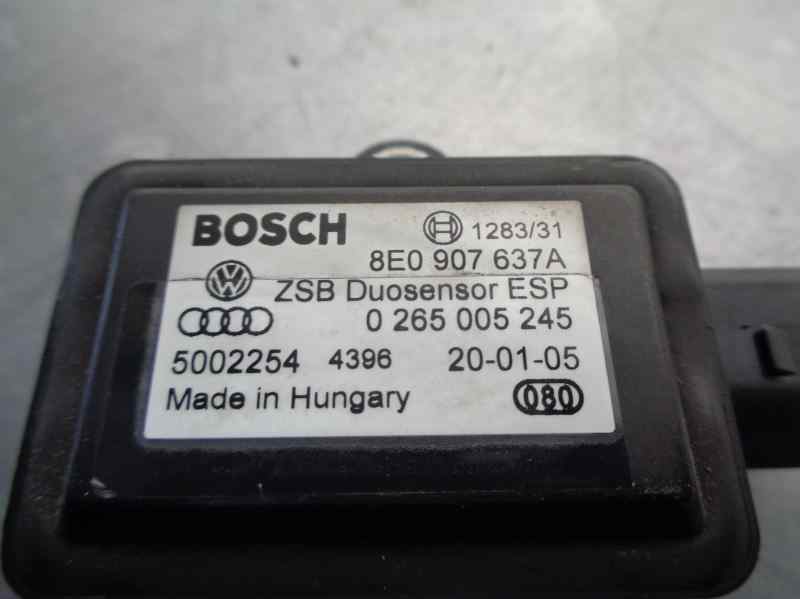 BOSCH 1283/31
8E0 907 637A
ZSB Duosensor ESP
0 265 005 245
5002254 4396 20-01-05
Made in Hungary 080